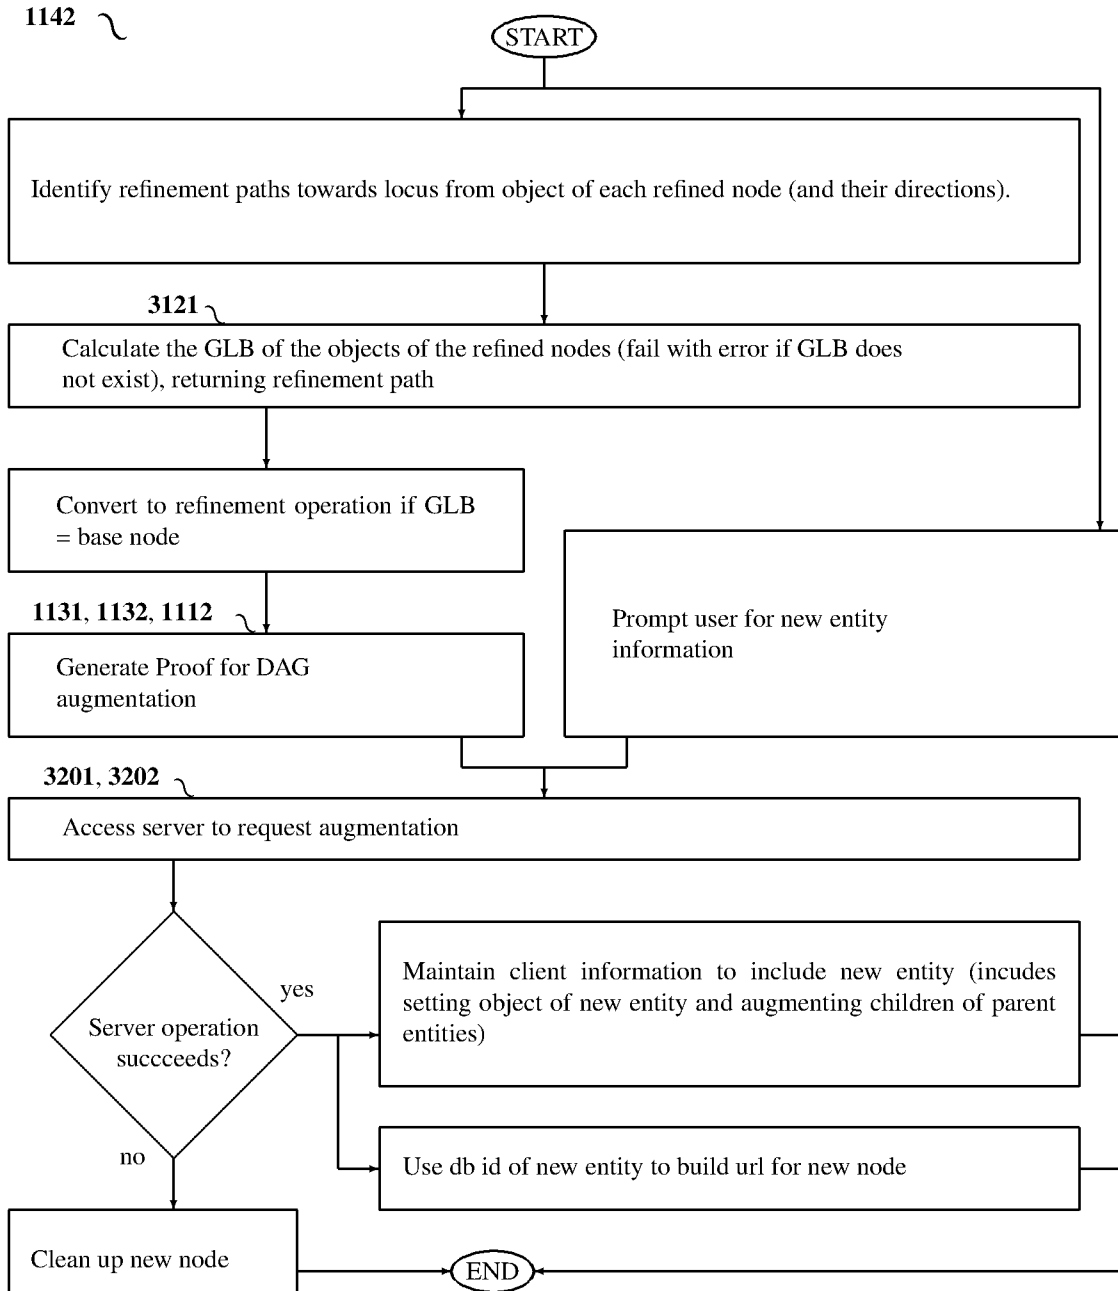 1142
START
Identify refinement paths towards locus from object of each refined node (and their directions).
3121
Calculate the GLB of the objects of the refined nodes (fail with error if GLB does
not exist), returning refinement path
Convert to refinement operation if GLB
= base node
1131, 1132, 1112
Generate Proof for DAG
augmentation
Prompt user for new entity
information
3201, 3202
Access server to request augmentation
Server operation
succceeds?
yes
Maintain client information to include new entity (incudes
setting object of new entity and augmenting children of parent
entities)
no
Use db id of new entity to build url for new node
Clean up new node
END